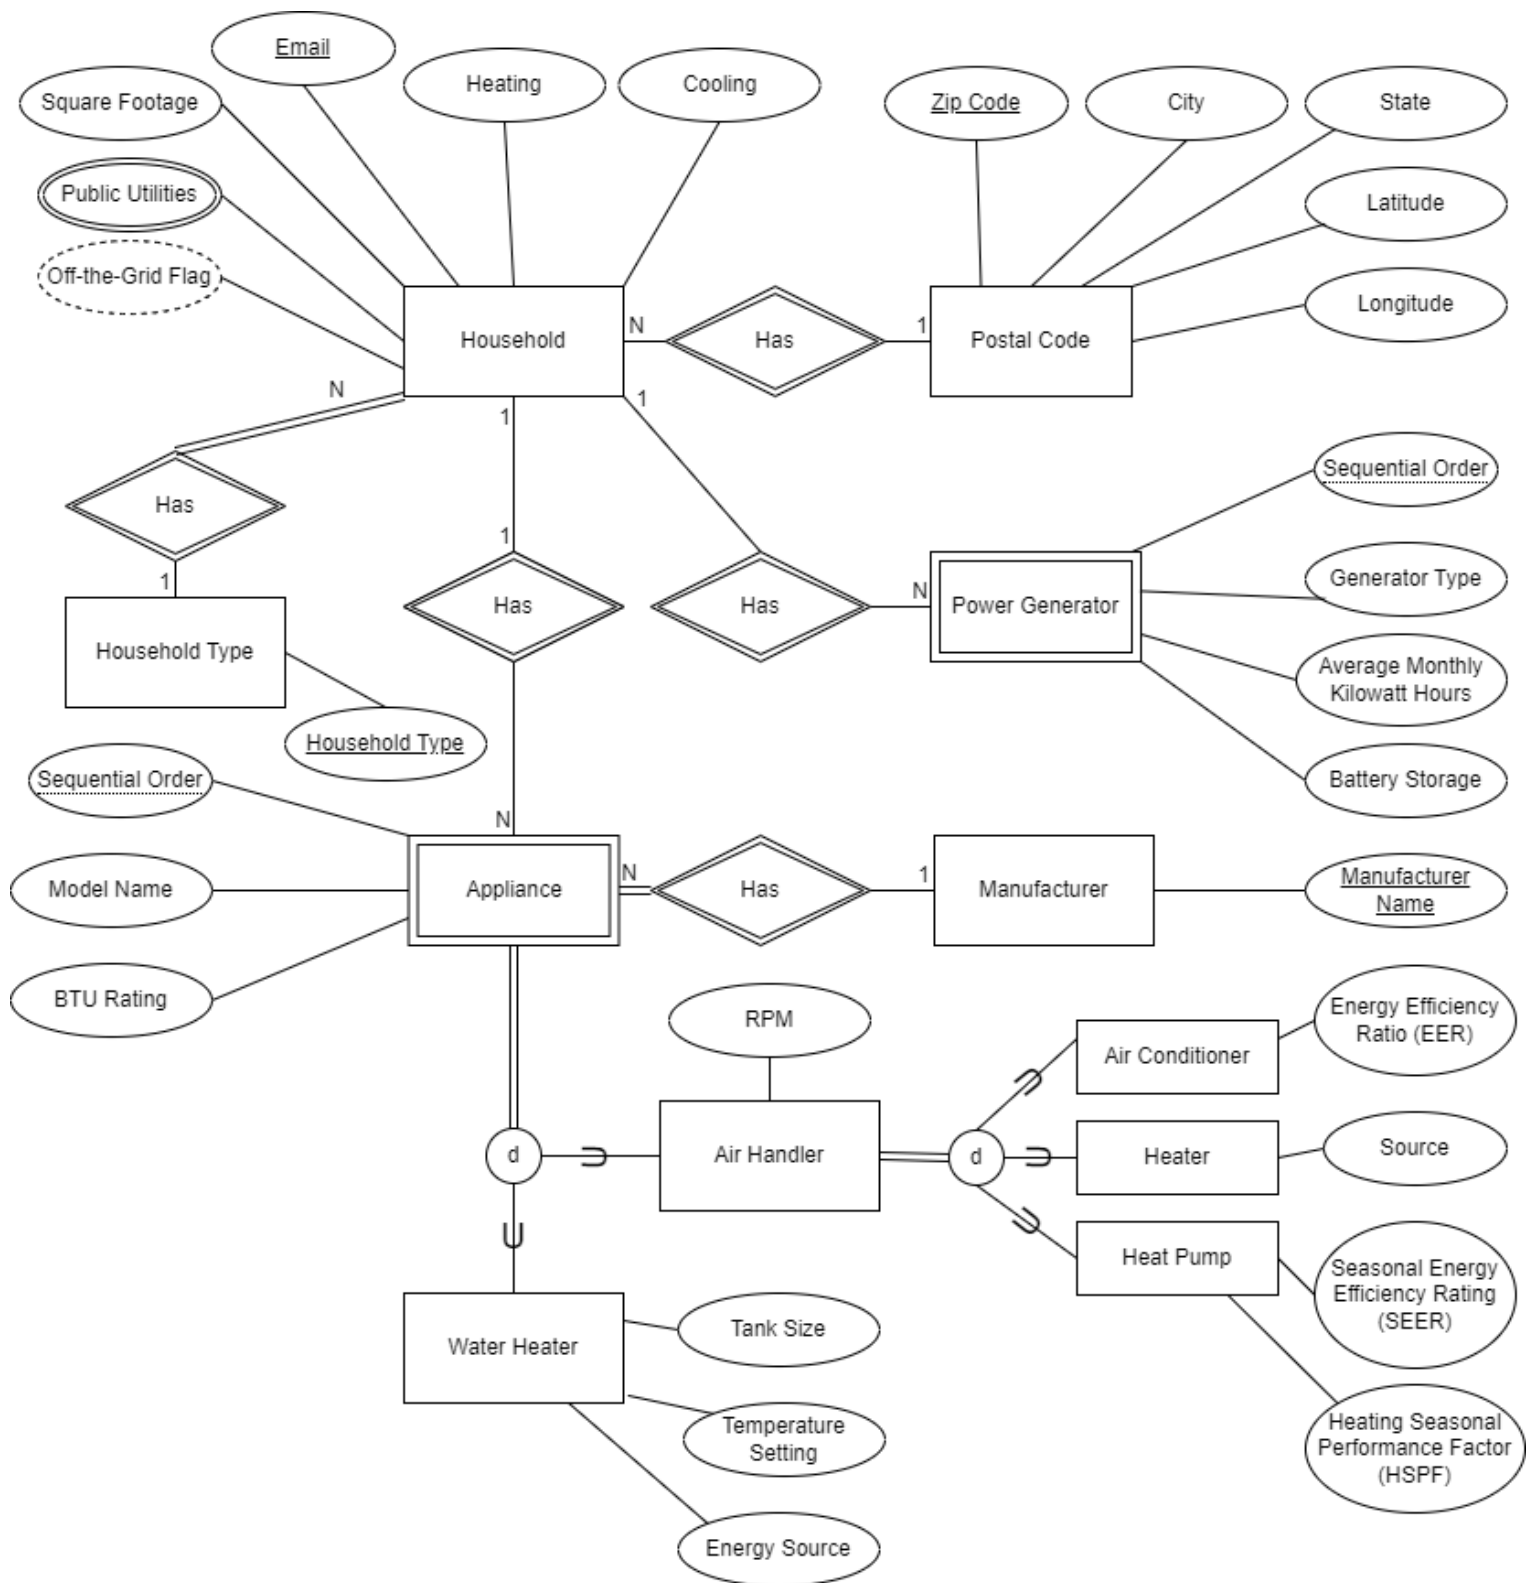 Email
Heating
Cooling
Square Footage
Zip Code
City
State
Public Utilities
Latitude
Off-the-Grid Flag
Longitude
Household
N
Has
1
Postal Code
N
1
1
Sequential Order
Has
1
Generator Type
1
Has
Has
N
Power Generator
Household Type
Average Monthly
Kilowatt Hours
Household Type
Sequential Order
Battery Storage
N
Model Name
Appliance
N
Has
1
Manufacturer
Manufacturer
Name
BTU Rating
RPM
Energy Efficiency
Ratio (EER)
Air Conditioner
d
Air Handler
d
Heater
Source
Heat Pump
Seasonal Energy
Efficiency Rating
(SEER)
Water Heater
Tank Size
Temperature
Setting
Heating Seasonal
Performance Factor
(HSPF)
Energy Source